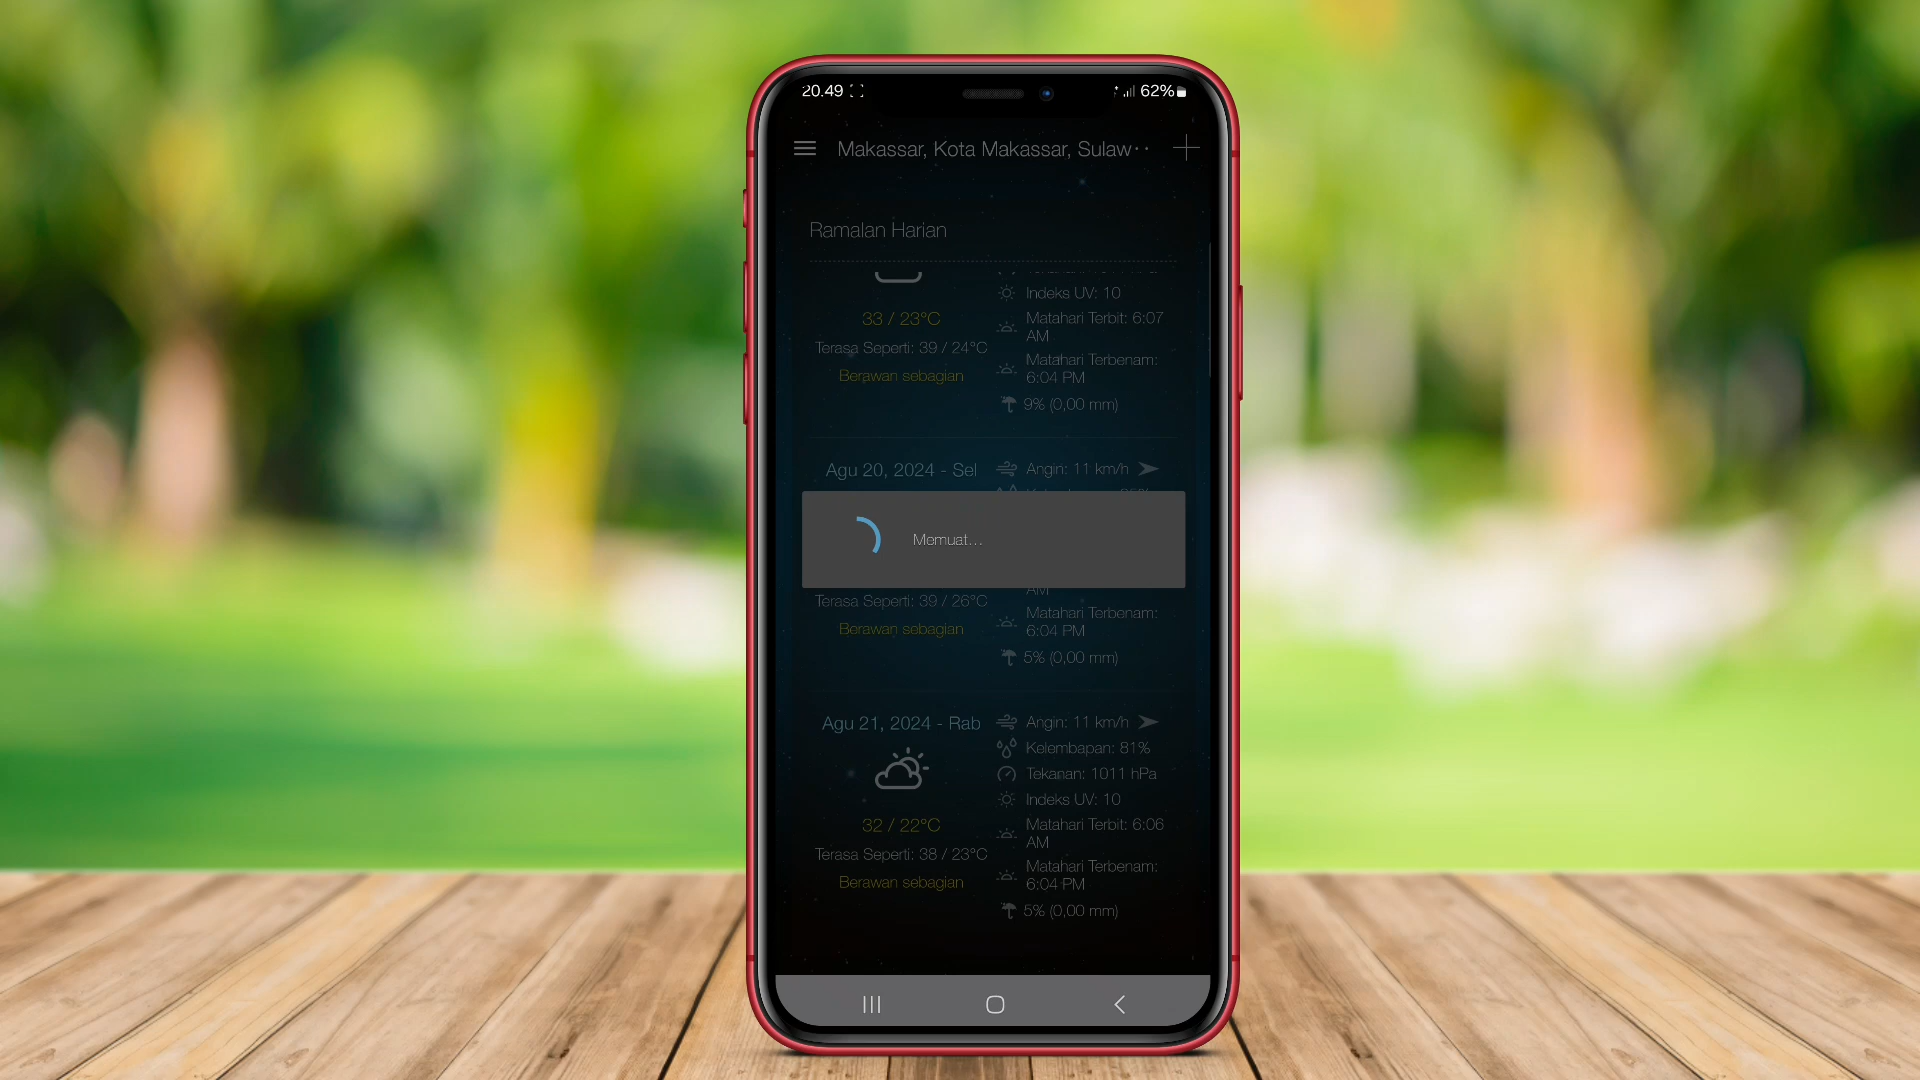 20.49
62%
Makassar, Kota Makassar, Sulaw··
Ramalan Harian
Indeks UV: 10
33 / 23°C
Matahari Terbit: 6:07
AM
Terasa Seperti: 39 / 24°C
Matahari Terbenam:
6:04 PM
Berawan sebagian
9% (0,00 mm)
Agu 20, 2024 - Sel
Angin: 11 km/h
Memuat...
AM
Terasa Seperti: 39 / 26°C
Matahari Terbenam:
6:04 PM
Berawan sebagian
5% (0,00 mm)
Agu 21, 2024 - Rab
Angin: 11 km/h
Kelembapan: 81%
Tekanan: 1011 hPa
Indeks UV: 10
32 / 22°C
Matahari Terbit: 6:06
AM
Terasa Seperti: 38 / 23°C
Matahari Terbenam:
6:04 PM
Berawan sebagian
5% (0,00 mm)